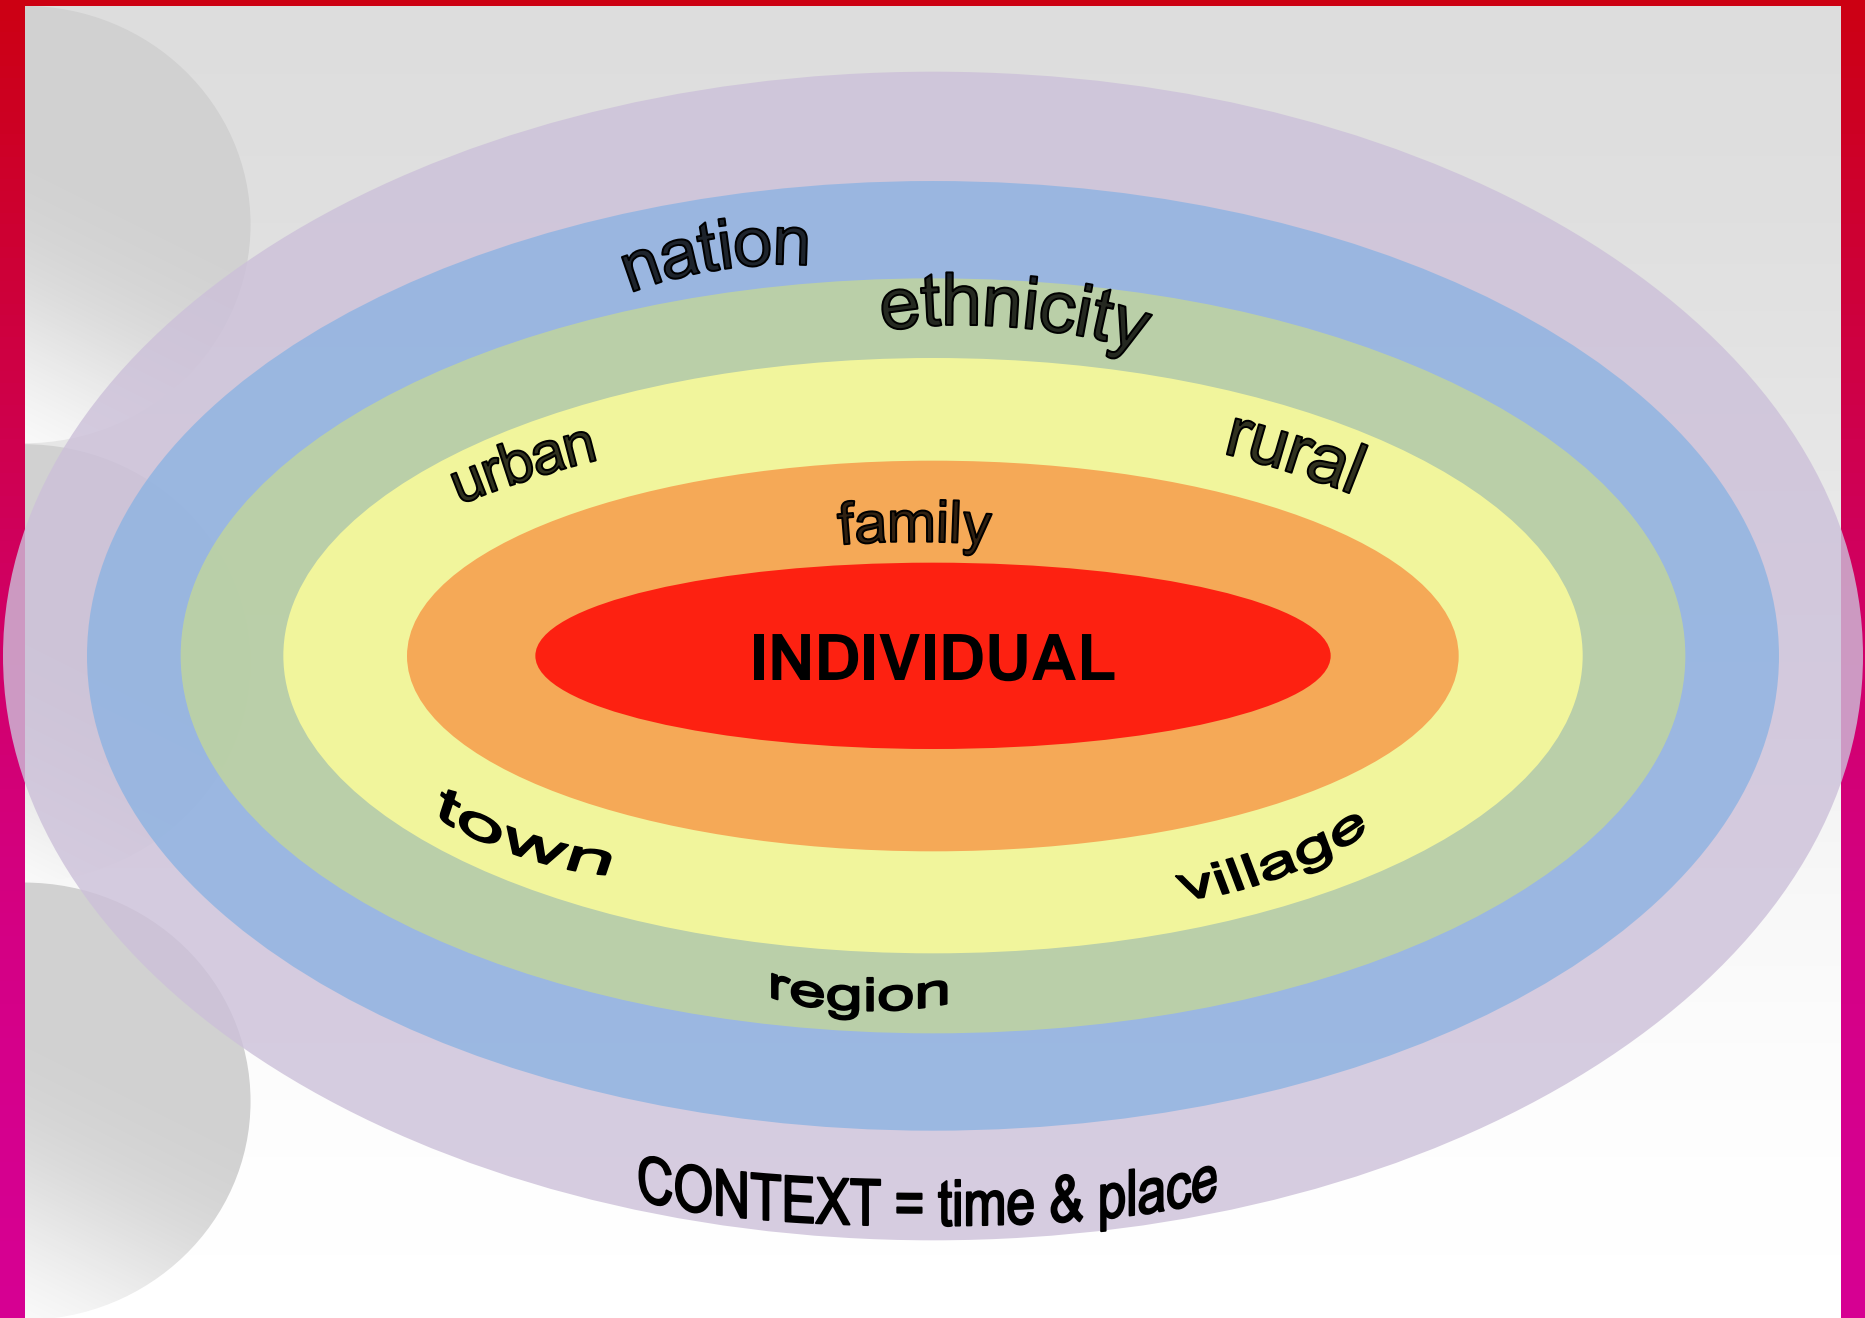 nation
ethnicity
urban
rural
family
INDIVIDUAL
town
village
region
CONTEXT = time & place